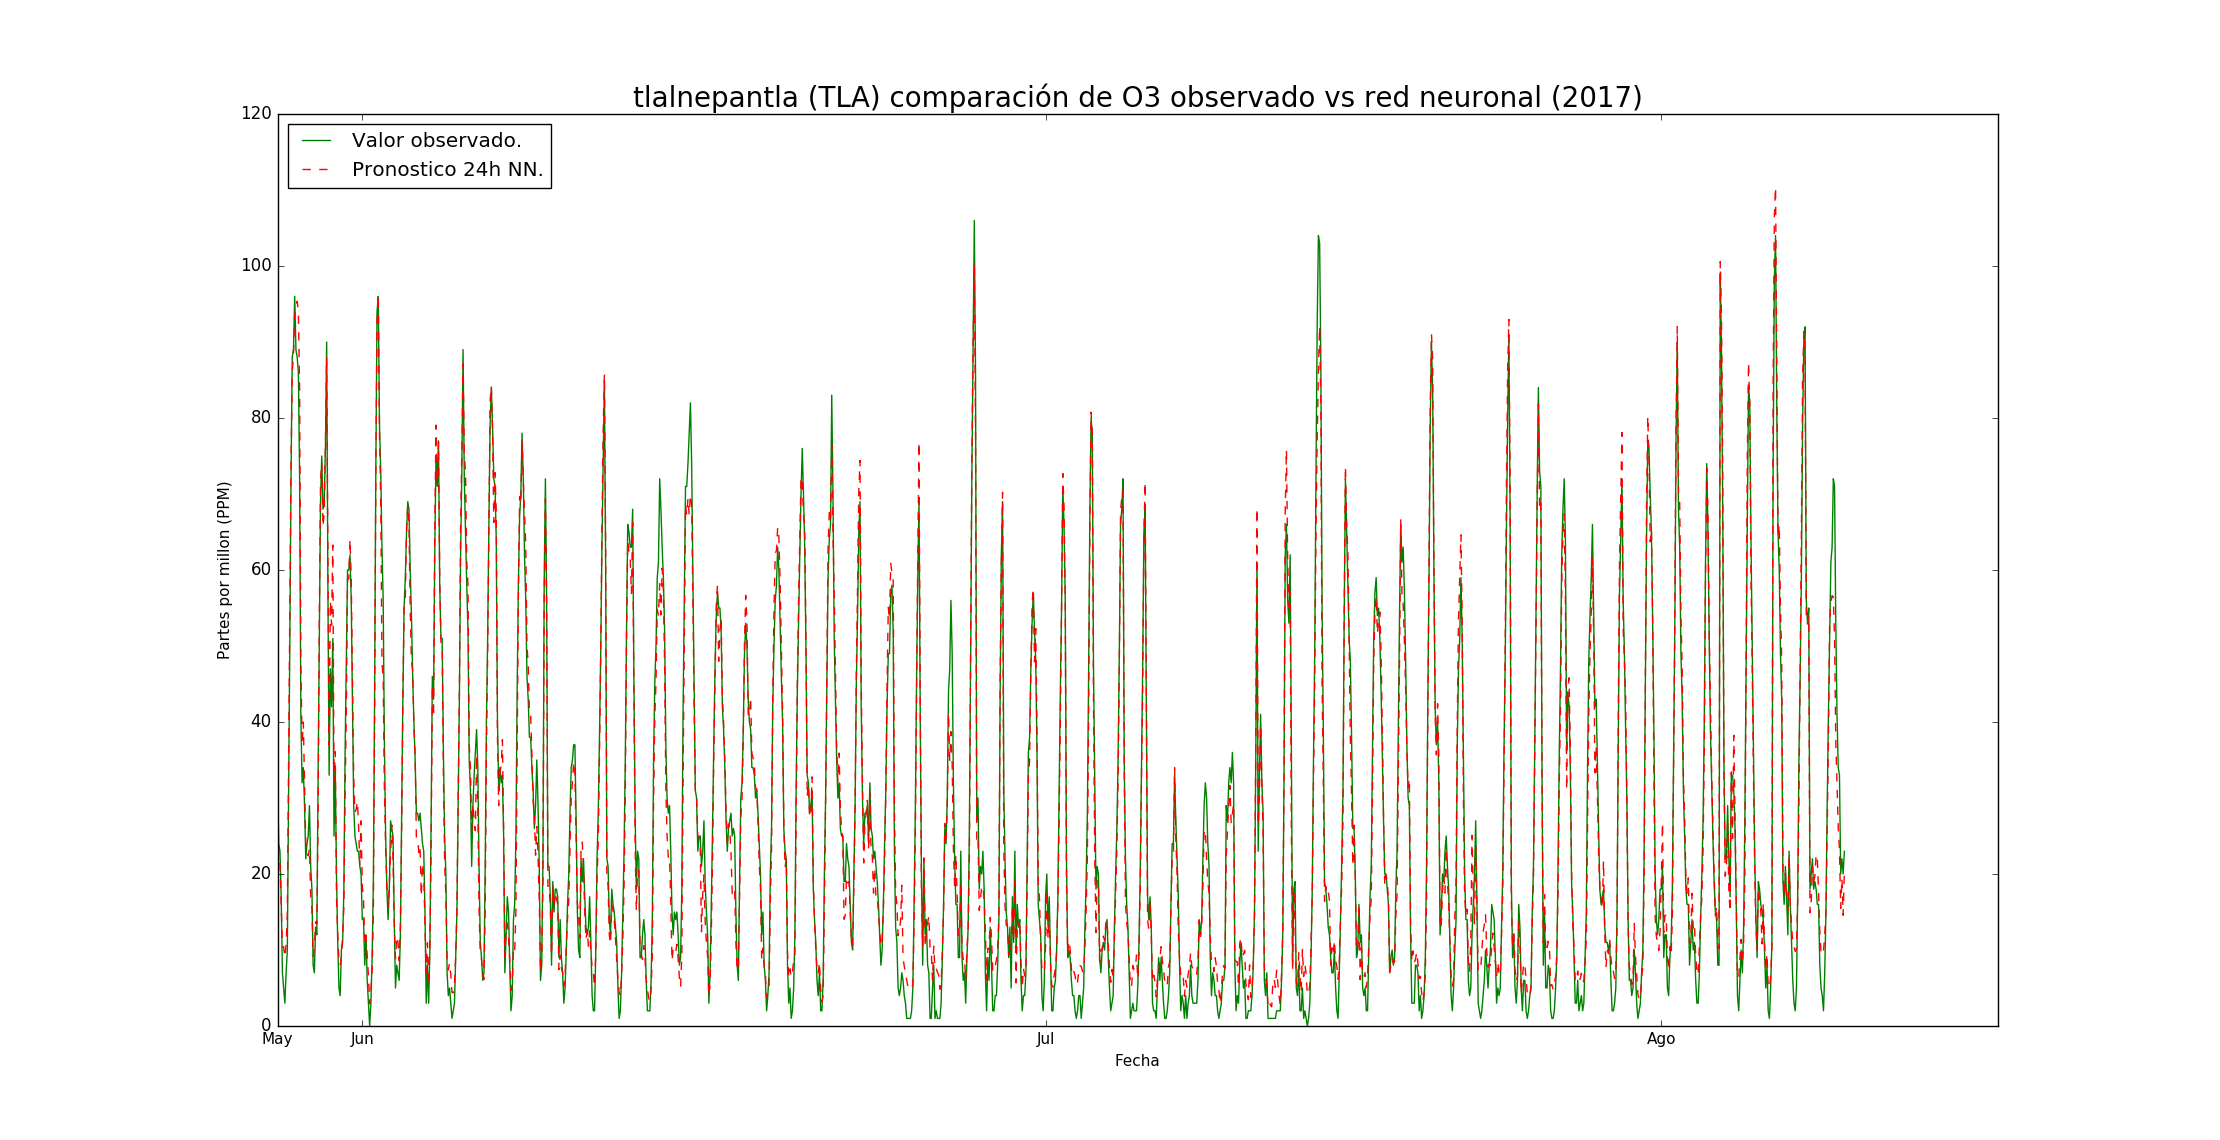 tlalnepantla (TLA) comparación de O3 observado vs red neuronal (2017)
Valor observado.
Pronostico 24h NN.
120
100
80
60
40
20
0
Partes por millon (PPM)
May
Jun
Jul
Ago
Fecha